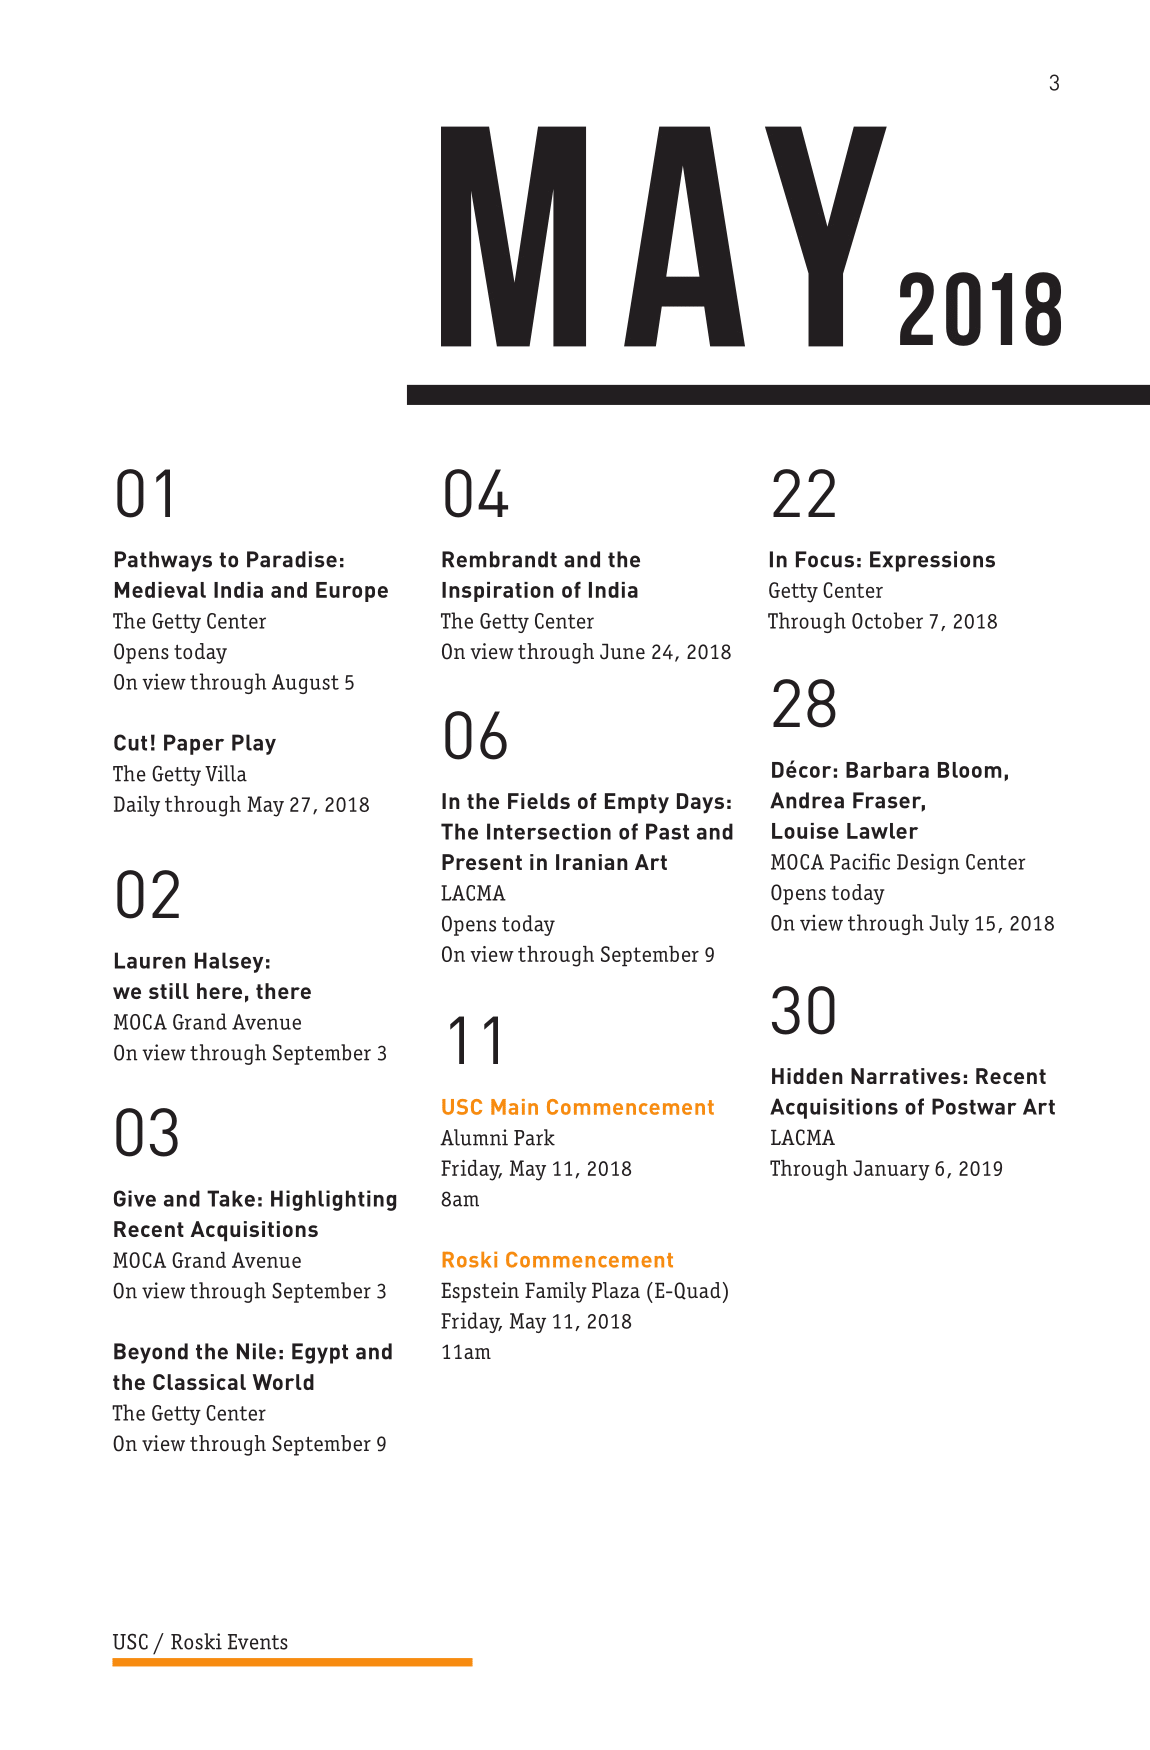 3
MAY 2018
01
Pathways to Paradise:
Medieval India and Europe
The Getty Center
Opens today
On view through August 5
Cut! Paper Play
The Getty Villa
Daily through May 27, 2018
02
Lauren Halsey:
we still here, there
MOCA Grand Avenue
On view through September 3
03
Give and Take: Highlighting
Recent Acquisitions
MOCA Grand Avenue
On view through September 3
Beyond the Nile: Egypt and
the Classical World
The Getty Center
On view through September 9
04
Rembrandt and the
Inspiration of India
The Getty Center
On view through June 24, 2018
06
In the Fields of Empty Days:
The Intersection of Past and
Present in Iranian Art
LACMA
Opens today
On view through September 9
11
USC Main Commencement
Alumni Park
Friday, May 11, 2018
8am
Roski Commencement
Espstein Family Plaza (E-Quad)
Friday, May 11, 2018
11am
22
In Focus: Expressions
Getty Center
Through October 7, 2018
28
Décor: Barbara Bloom,
Andrea Fraser,
Louise Lawler
MOCA Pacific Design Center
Opens today
On view through July 15, 2018
30
Hidden Narratives: Recent
Acquisitions of Postwar Art
LACMA
Through January 6, 2019
USC / Roski Events